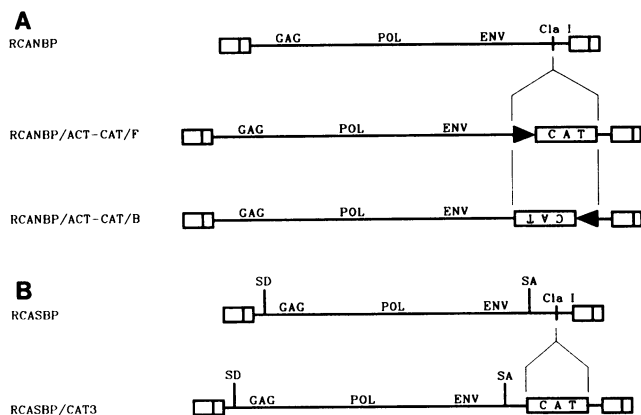 A
RCANBP
GAG POL ENV Cla I
RCANBP/ACT-CAT/F
GAG POL ENV CAT
RCANBP/ACT-CAT/B
GAG POL ENV CAT
B
RCASBP
SD GAG POL ENV SA Cla I
RCASBP/CAT3
SD GAG POL ENV SA CAT